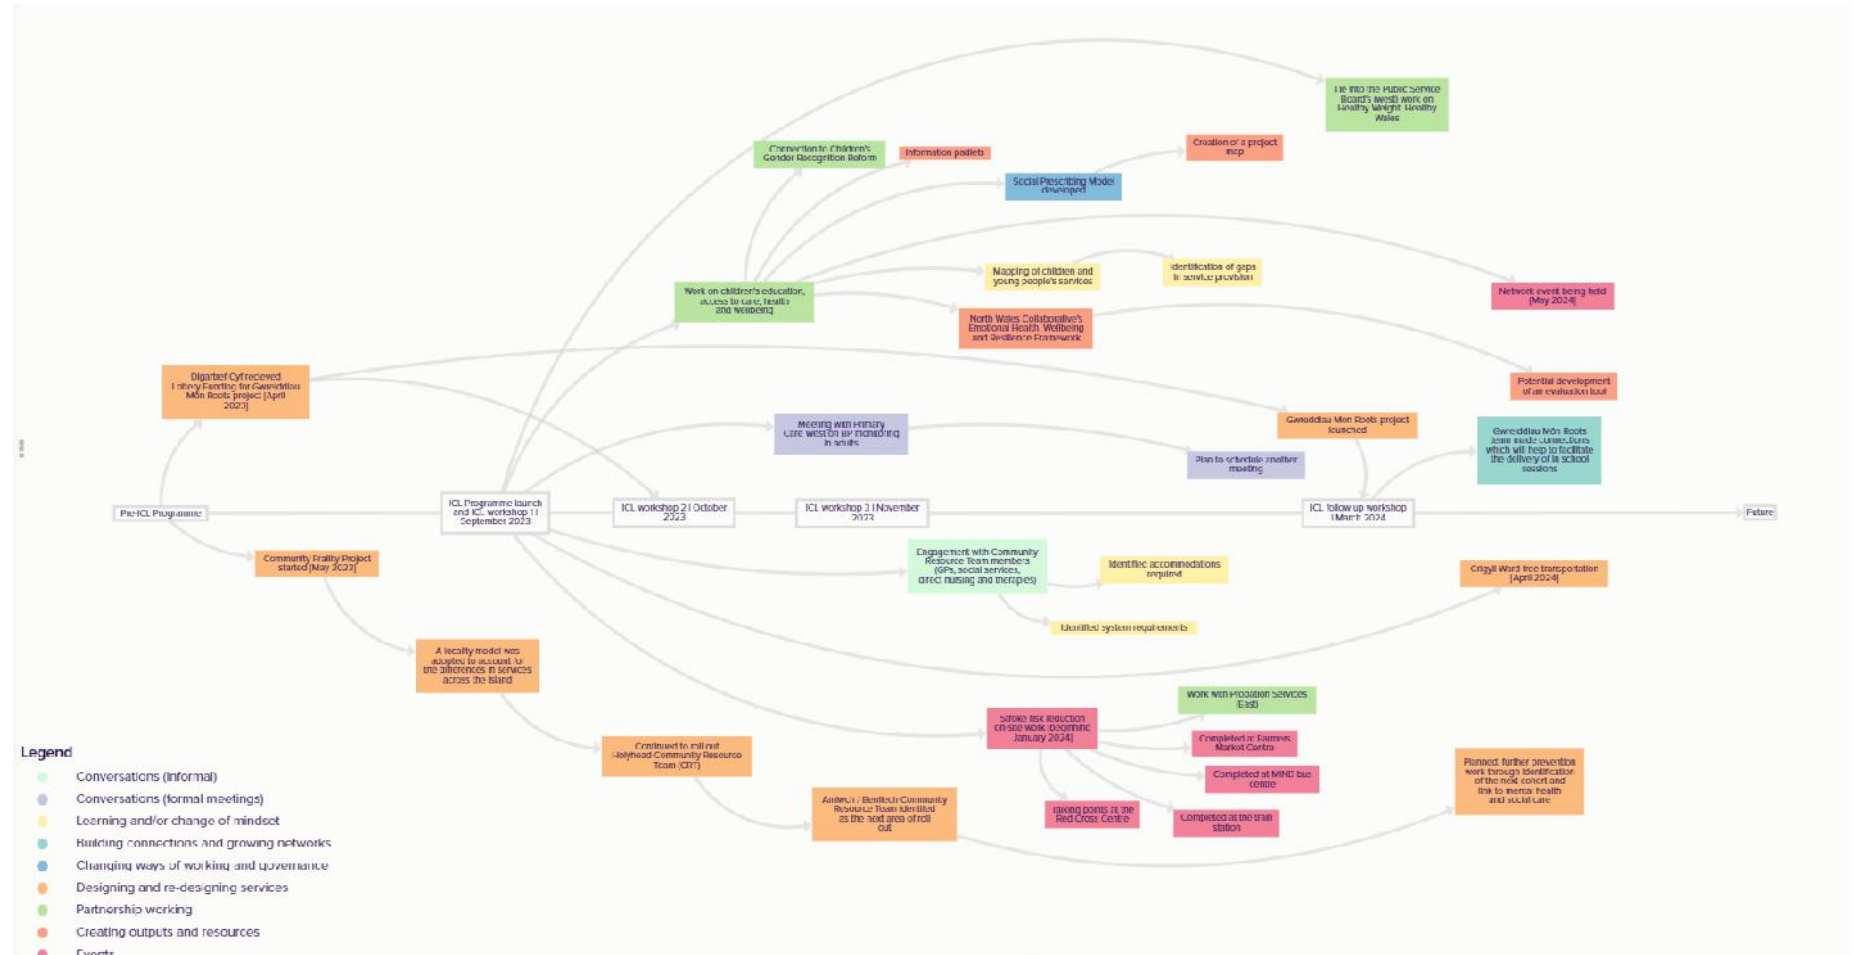 Tie into the Public Service
Board's (west) work on
Healthy Weight, Healthy
Wales
Connection to Children's
Gender Recognition Reform
Information padlets
Creation of a project
map
Social Prescribing Model
developed
Mapping of children and
young people's services
Identification of gaps
in service provision
Work on children's education,
access to care, health
and wellbeing
Network event being held
[May 2024]
North Wales Collaborative's
Emotional Health, Wellbeing
and Resilience Framework
Digartref Cyf recieved
Lottery Funding for Gwreiddiau
Môn Roots project [April
2023]
Potential development
of an evaluation tool
Meeting with Primary
Care West on BP monitoring
in adults
Gwreddiau Mon Roots project
launched
Gwreiddiau Môn Roots
team made connections
which will help to facilitate
the delivery of in school
sessions
Plan to schedule another
meeting
Pre-ICL Programme
ICL Programme launch
and ICL workshop 1 |
September 2023
ICL workshop 2 | October
2023
ICL workshop 3 | November
2023
ICL follow up workshop
| March 2024
Future
Community Frailty Project
started [May 2022]
Engagement with Community
Resource Team members
(GPs, social services,
direct nursing and therapies)
Identified accommodations
required
Crigyll Ward free transportation
[April 2024]
Identified system requirements
A locality model was
adopted to account for
the differences in services
across the island
Work with Probation Services
(East)
Stroke risk reduction
on-site work [beginning
January 2024]
Completed at Farmers
Market Centre
Continued to roll out
Holyhead Community Resource
Team (CRT)
Completed at MIND bus
centre
Planned: further prevention
work through identification
of the next cohort and
link to mental health
and social care
Amlwch / Benllech Community
Resource Team identified
as the next area of roll
out
Talking points at the
Red Cross Centre
Completed at the train
station
Legend
Conversations (informal)
Conversations (formal meetings)
Learning and/or change of mindset
Building connections and growing networks
Changing ways of working and governance
Designing and re-designing services
Partnership working
Creating outputs and resources
Events